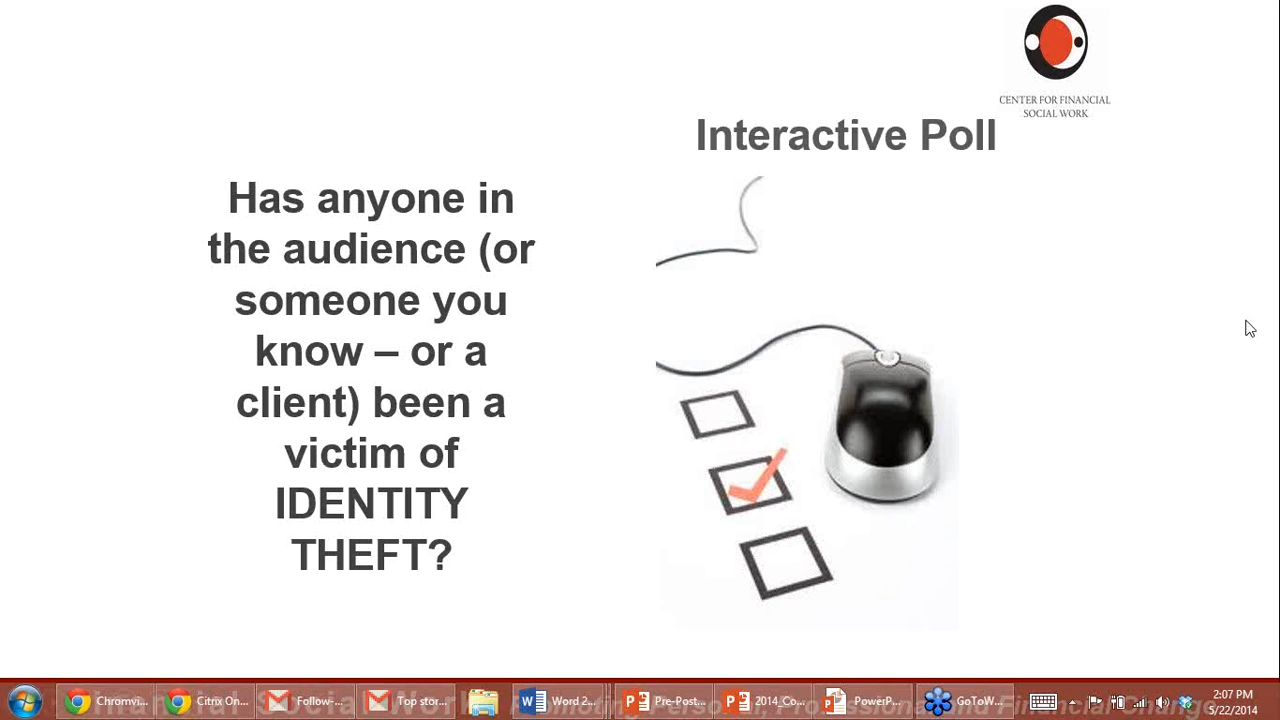 CENTER FOR FINANCIAL
SOCIAL WORK
Interactive Poll
Has anyone in
the audience (or
someone you
know – or a
client) been a
victim of
IDENTITY
THEFT?
Chromvi...
Citrix On...
Follow-...
Top stor...
Word 2...
Pre-Post...
2014_Co...
PowerP...
GoToW...
2:07 PM
5/22/2014